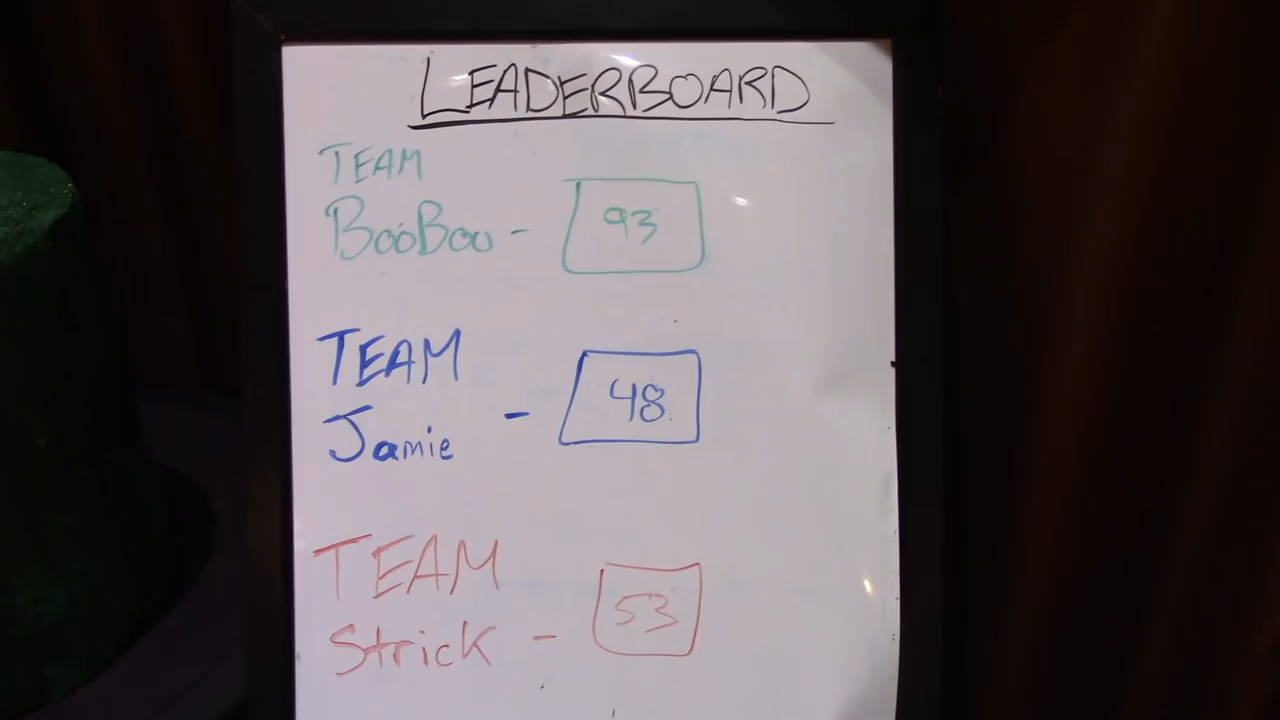 LEADERBOARD
TEAM
BooBoo - 93
TEAM
Jamie - 48
TEAM
Strick - 53